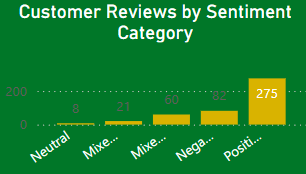 Customer Reviews by Sentiment
Category
200
0
8
21
60
82
275
Neutral
Mixe...
Mixe...
Nega...
Positi...